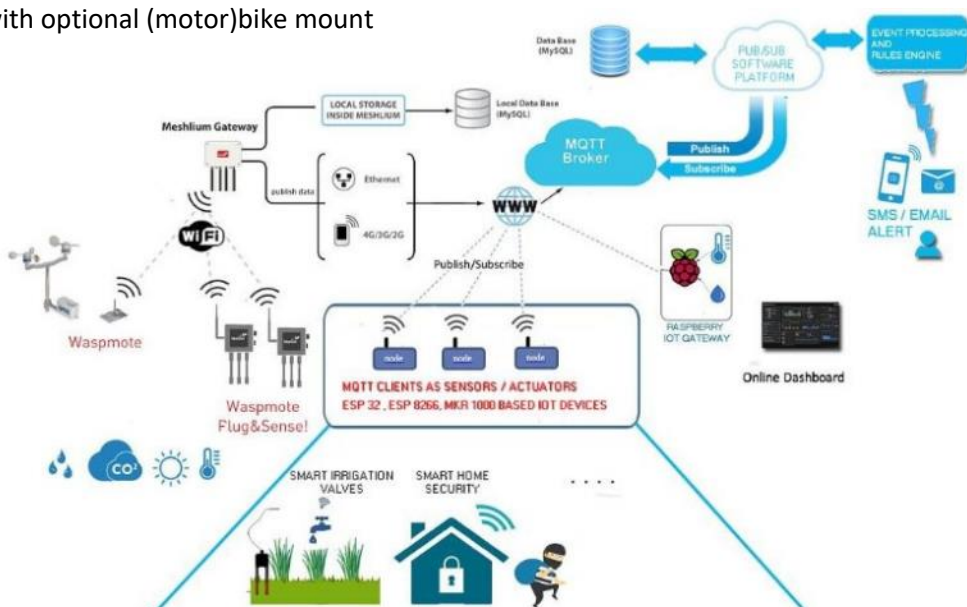 with optional (motor)bike mount
Data Base
(MySQL)
PUB/SUB
SOFTWARE
PLATFORM
EVENT PROCESSING
AND
RULES ENGINE
LOCAL STORAGE
INSIDE MESHLIUM
Local Data Base
(MySQL)
Meshlium Gateway
MQTT
Broker
Publish
Subscribe
publish data
Ethernet
4G/3G/2G
WWW
WiFi
SMS / EMAIL
ALERT
Publish/Subscribe
RASPBERRY
IOT GATEWAY
Waspmote
node
node
node
Online Dashboard
MQTT CLIENTS AS SENSORS / ACTUATORS
ESP 32 , ESP 8266, MKR 1000 BASED IOT DEVICES
Waspmote
Plug&Sense!
CO²
SMART IRRIGATION
VALVES
SMART HOME
SECURITY
. . . .